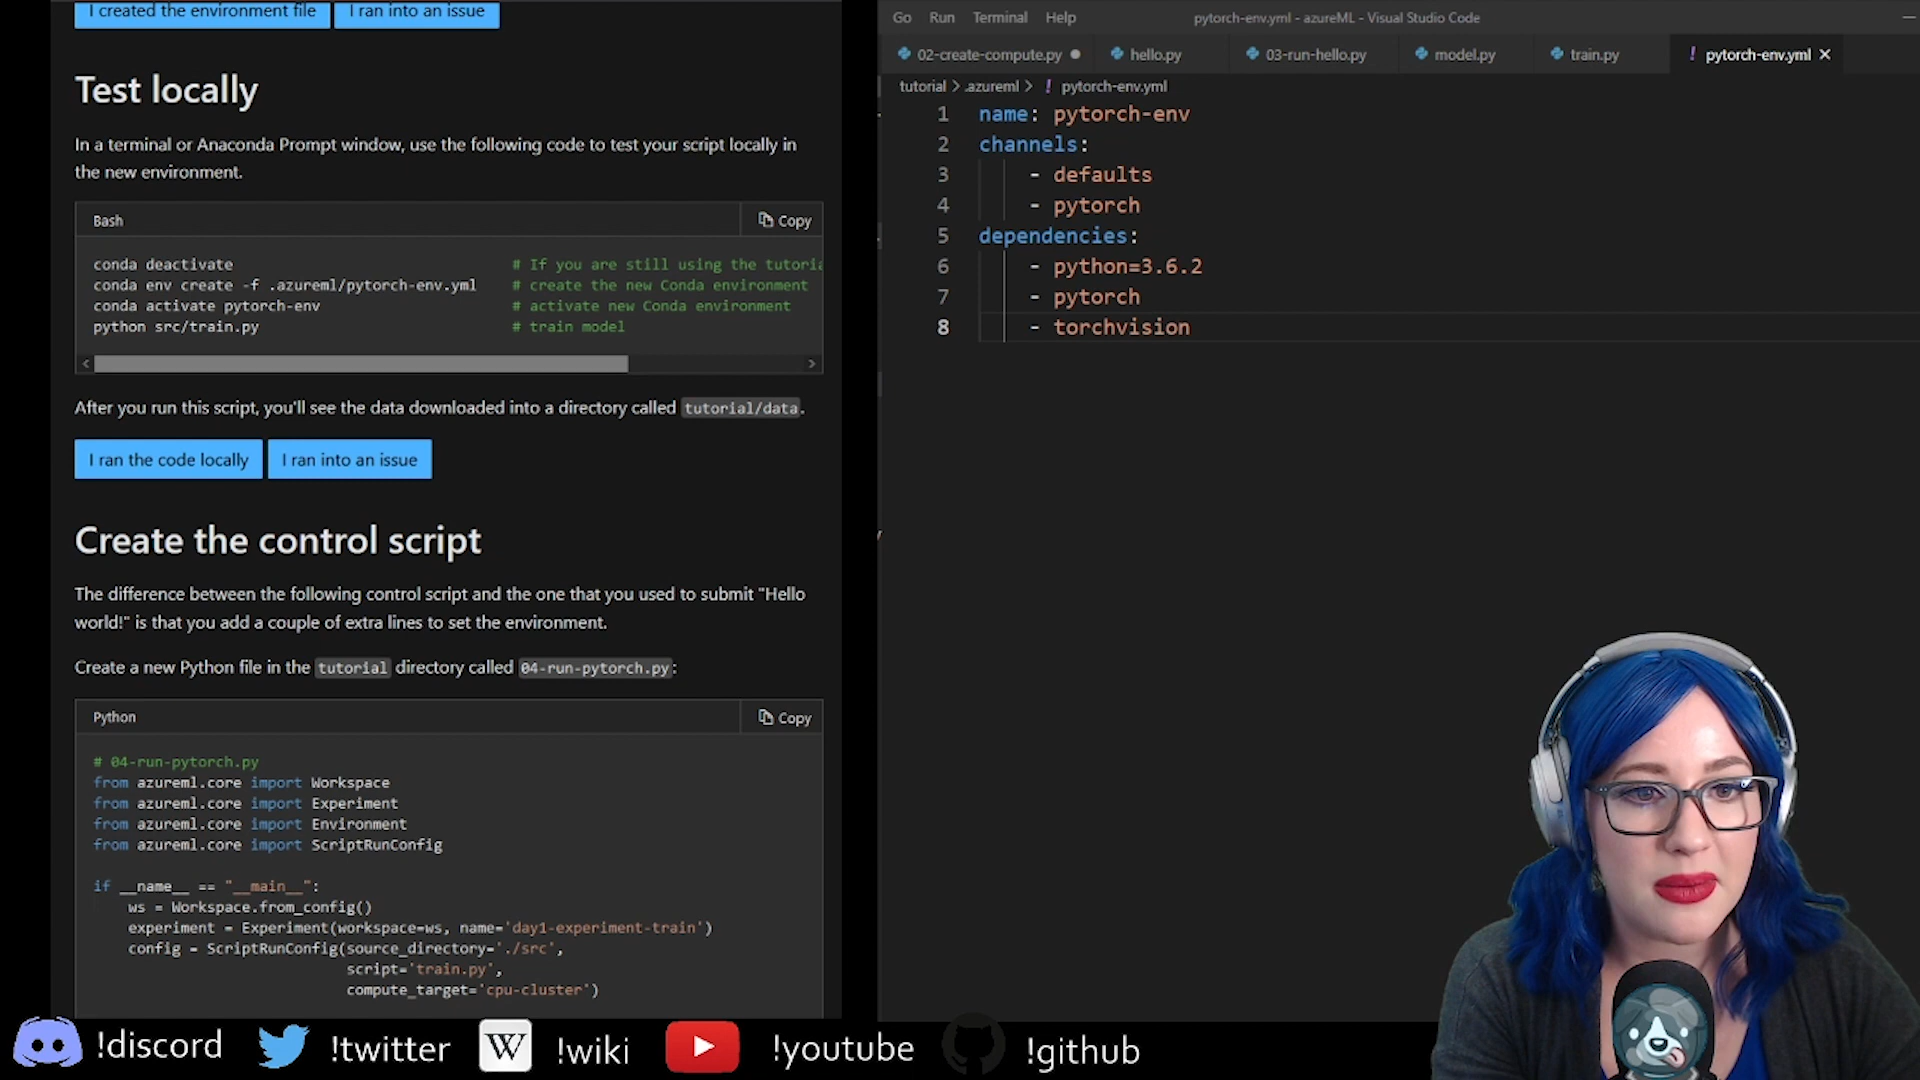 I created the environment file
I ran into an issue
Test locally
In a terminal or Anaconda Prompt window, use the following code to test your script locally in
the new environment.
Bash
Copy
conda deactivate # If you are still using the tutoria
conda env create -f .azureml/pytorch-env.yml # create the new Conda environment
conda activate pytorch-env # activate new Conda environment
python src/train.py # train model
After you run this script, you'll see the data downloaded into a directory called tutorial/data.
I ran the code locally
I ran into an issue
Create the control script
The difference between the following control script and the one that you used to submit "Hello
world!" is that you add a couple of extra lines to set the environment.
Create a new Python file in the tutorial directory called 04-run-pytorch.py:
Python
Copy
# 04-run-pytorch.py
from azureml.core import Workspace
from azureml.core import Experiment
from azureml.core import Environment
from azureml.core import ScriptRunConfig
if __name__ == "__main__":
ws = Workspace.from_config()
experiment = Experiment(workspace=ws, name='day1-experiment-train')
config = ScriptRunConfig(source_directory='./src',
script='train.py',
compute_target='cpu-cluster')
Go Run Terminal Help
pytorch-env.yml - azureML - Visual Studio Code
02-create-compute.py
hello.py
03-run-hello.py
model.py
train.py
! pytorch-env.yml
tutorial > .azureml > ! pytorch-env.yml
1 name: pytorch-env
2 channels:
3 - defaults
4 - pytorch
5 dependencies:
6 - python=3.6.2
7 - pytorch
8 - torchvision
!discord
!twitter
W
!wiki
!youtube
!github